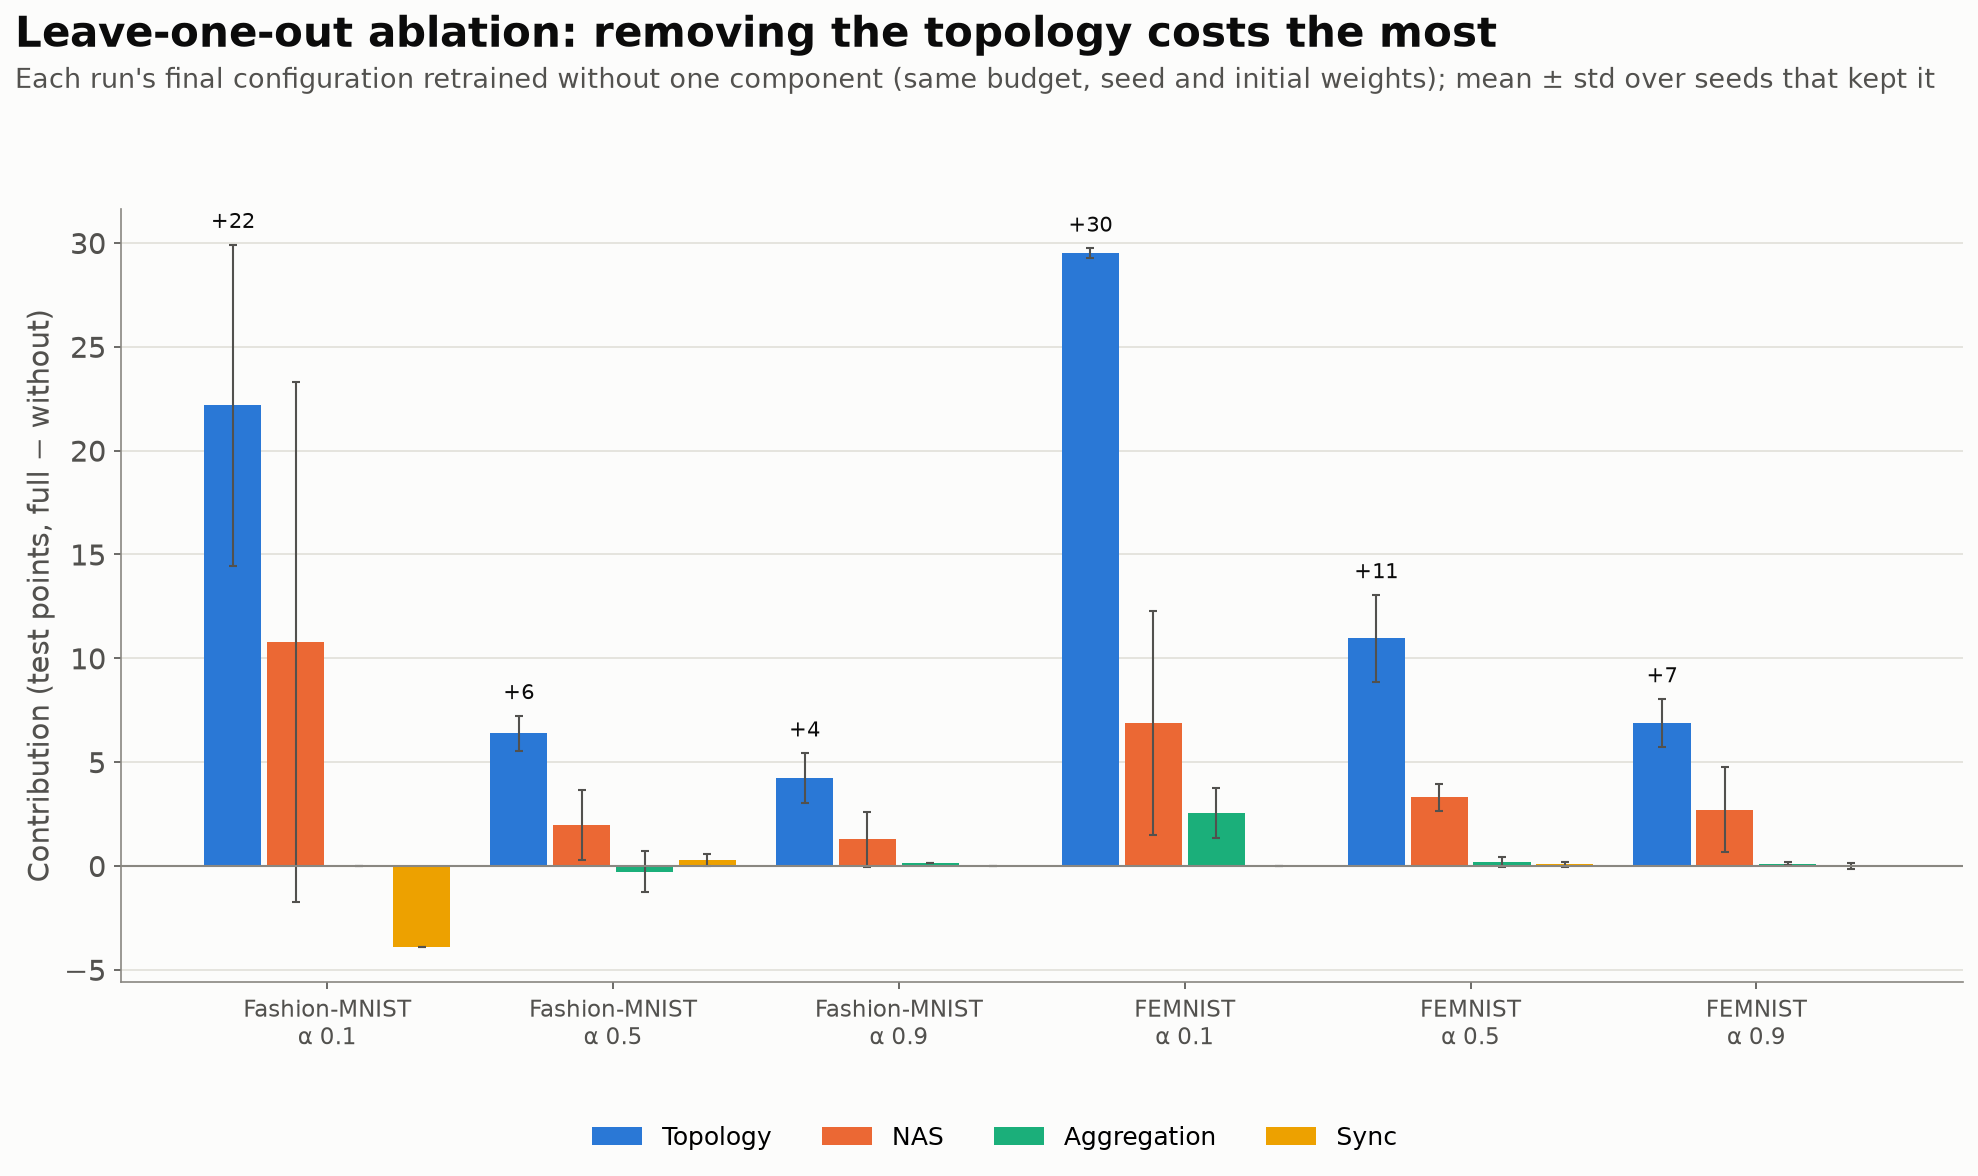 Leave-one-out ablation: removing the topology costs the most
Each run's final configuration retrained without one component (same budget, seed and initial weights); mean ± std over seeds that kept it
Contribution (test points, full − without)
30
25
20
15
10
5
0
−5
+22
+6
+4
+30
+11
+7
Fashion-MNIST
α 0.1
Fashion-MNIST
α 0.5
Fashion-MNIST
α 0.9
FEMNIST
α 0.1
FEMNIST
α 0.5
FEMNIST
α 0.9
Topology
NAS
Aggregation
Sync